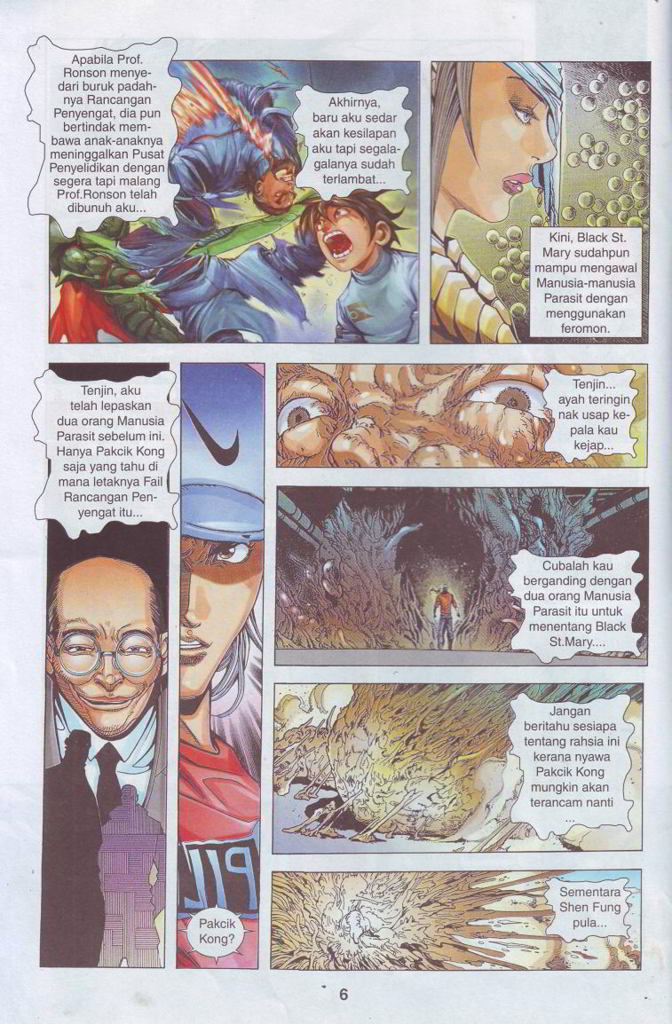 Apabila Prof.
Ronson menye-
dari buruk padah-
nya Rancangan
Penyengat, dia pun
bertindak mem-
bawa anak-anaknya
meninggalkan Pusat
Penyelidikan dengan
segera tapi malang
Prof.Ronson telah
dibunuh aku...
Akhirnya,
baru aku sedar
akan kesilapan
aku tapi segala-
galanya sudah
terlambat...
Kini, Black St.
Mary sudahpun
mampu mengawal
Manusia-manusia
Parasit dengan
menggunakan
feromon.
Tenjin, aku
telah lepaskan
dua orang Manusia
Parasit sebelum ini.
Hanya Pakcik Kong
saja yang tahu di
mana letaknya Fail
Rancangan Pen-
yengat itu...
PIL
Pakcik
Kong?
Tenjin...
ayah teringin
nak usap ke-
pala kau
kejap...
Cubalah kau
berganding dengan
dua orang Manusia
Parasit itu untuk
menentang Black
St.Mary....
Jangan
beritahu sesiapa
tentang rahsia ini
kerana nyawa
Pakcik Kong
akan
terancam nanti
...
Sementara
Shen Fung
pula...
6